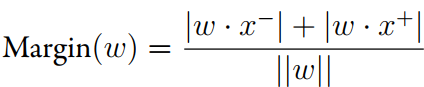 Margin(w) = |w · x⁻| + |w · x⁺| / ||w||